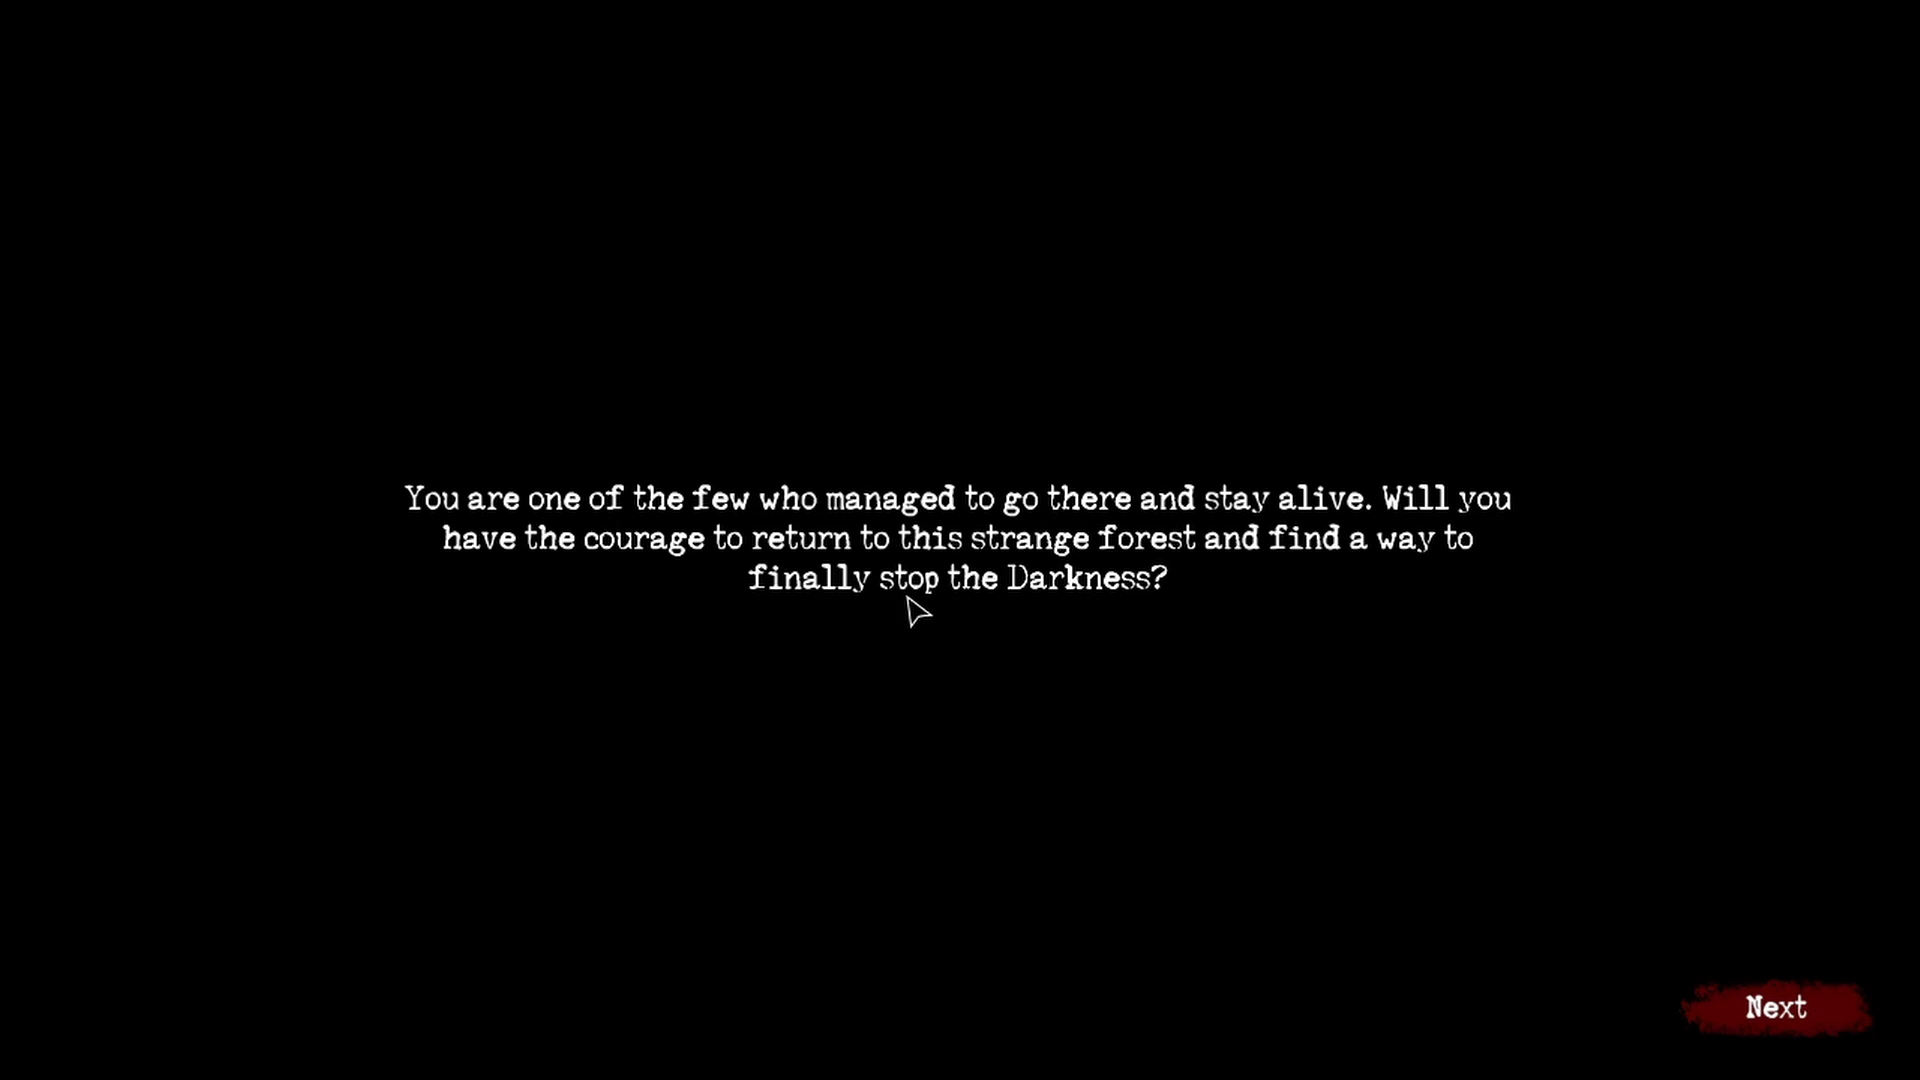 You are one of the few who managed to go there and stay alive. Will you
have the courage to return to this strange forest and find a way to
finally stop the Darkness?
Next